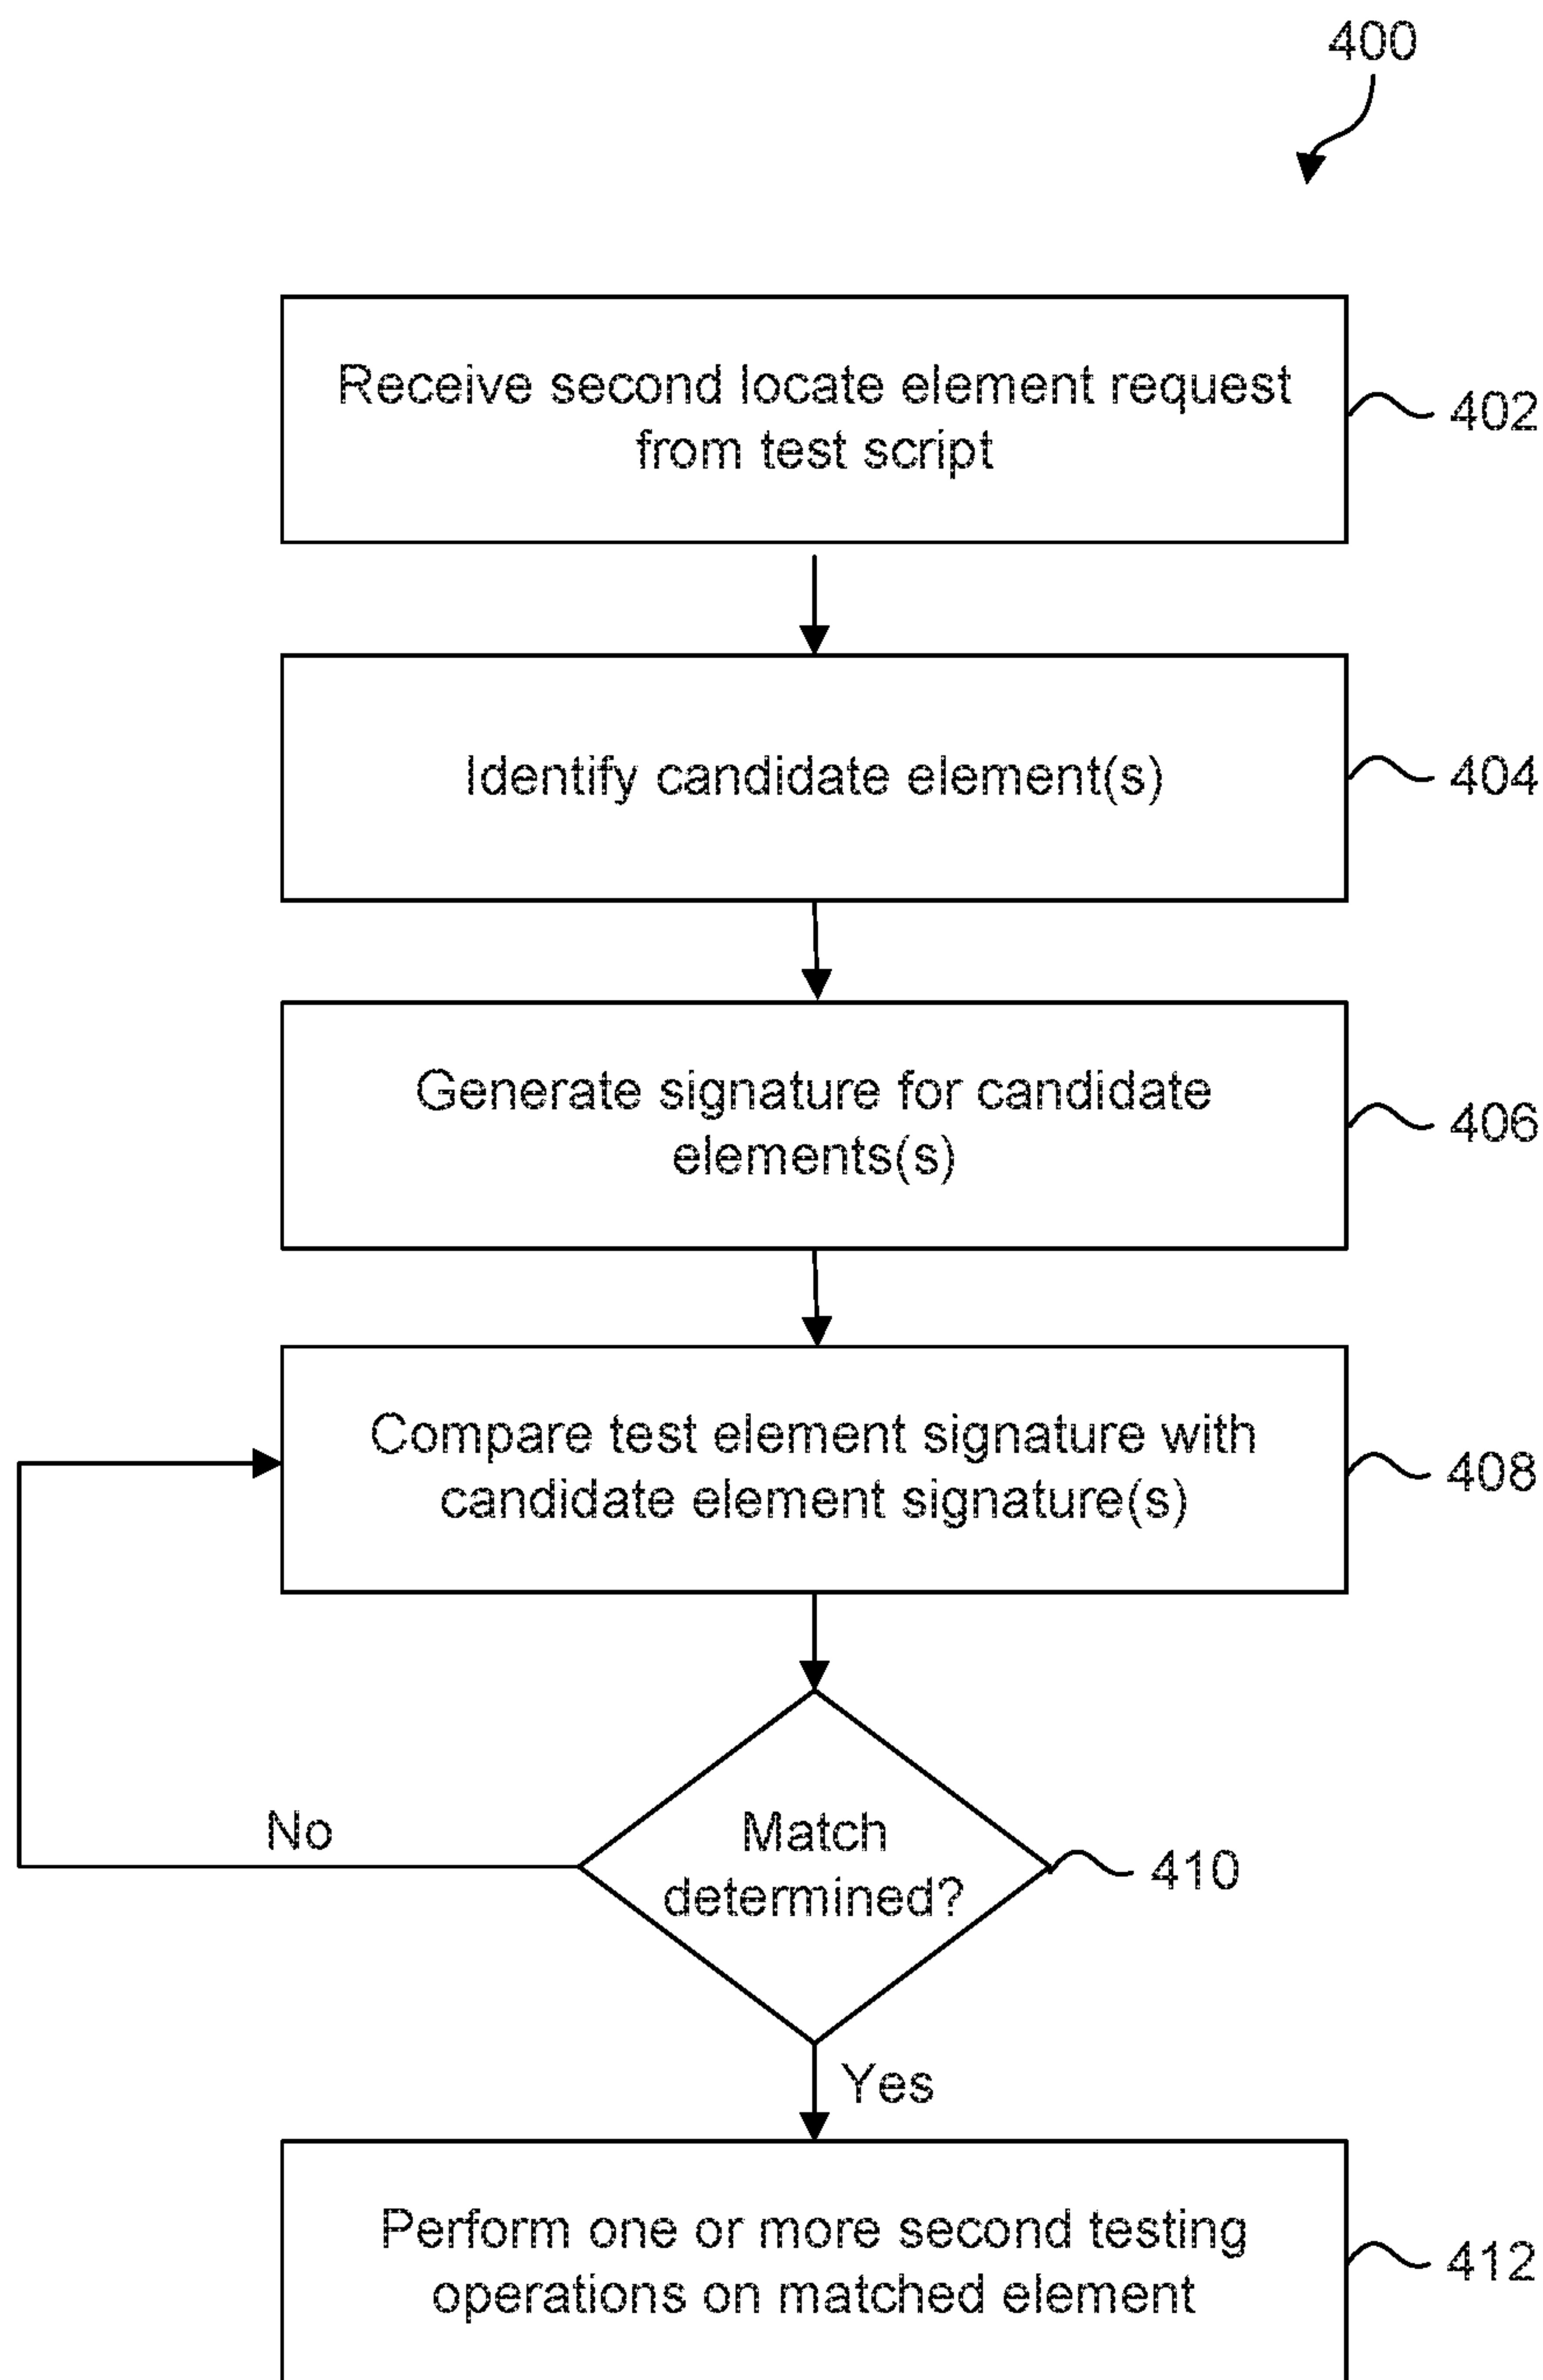 400
Receive second locate element request
from test script
402
Identify candidate element(s)
404
Generate signature for candidate
elements(s)
406
Compare test element signature with
candidate element signature(s)
408
No
Match
determined?
410
Yes
Perform one or more second testing
operations on matched element
412